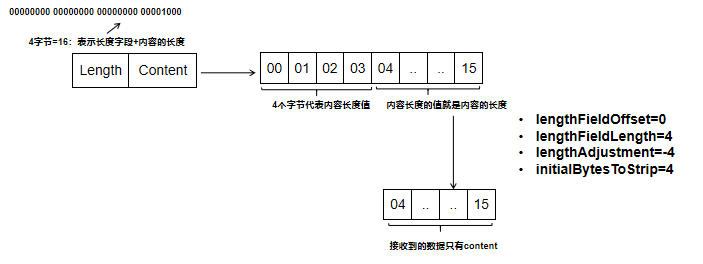 00000000 00000000 00000000 00001000
4字节=16：表示长度字段+内容的长度
Length Content
00 01 02 03 04 .. .. 15
4个字节代表内容长度值 内容长度的值就是内容的长度
• lengthFieldOffset=0
• lengthFieldLength=4
• lengthAdjustment=-4
• initialBytesToStrip=4
04 .. .. 15
接收到的数据只有content